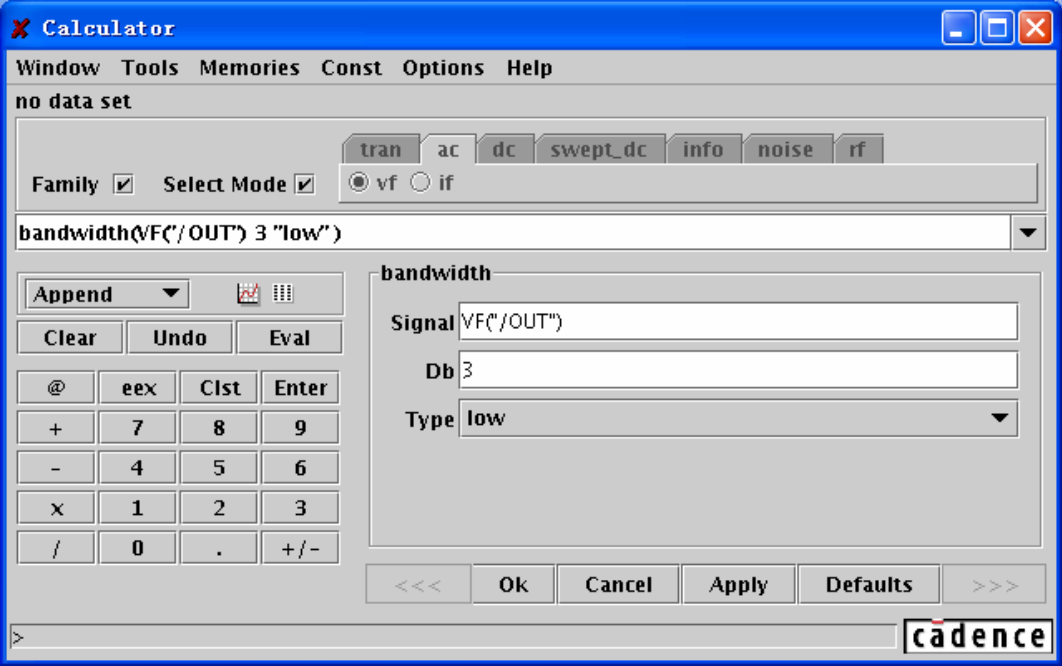 Calculator
Window Tools Memories Const Options Help
no data set
tran ac dc swept_dc info noise rf
Family Select Mode vf if
bandwidth(VF("/OUT") 3 "low" )
bandwidth
Append
Signal VF("/OUT")
Clear Undo Eval
Db 3
@ eex Clst Enter
Type low
+ 7 8 9
- 4 5 6
x 1 2 3
/ 0 . +/-
<<< Ok Cancel Apply Defaults >>>
>
cādence